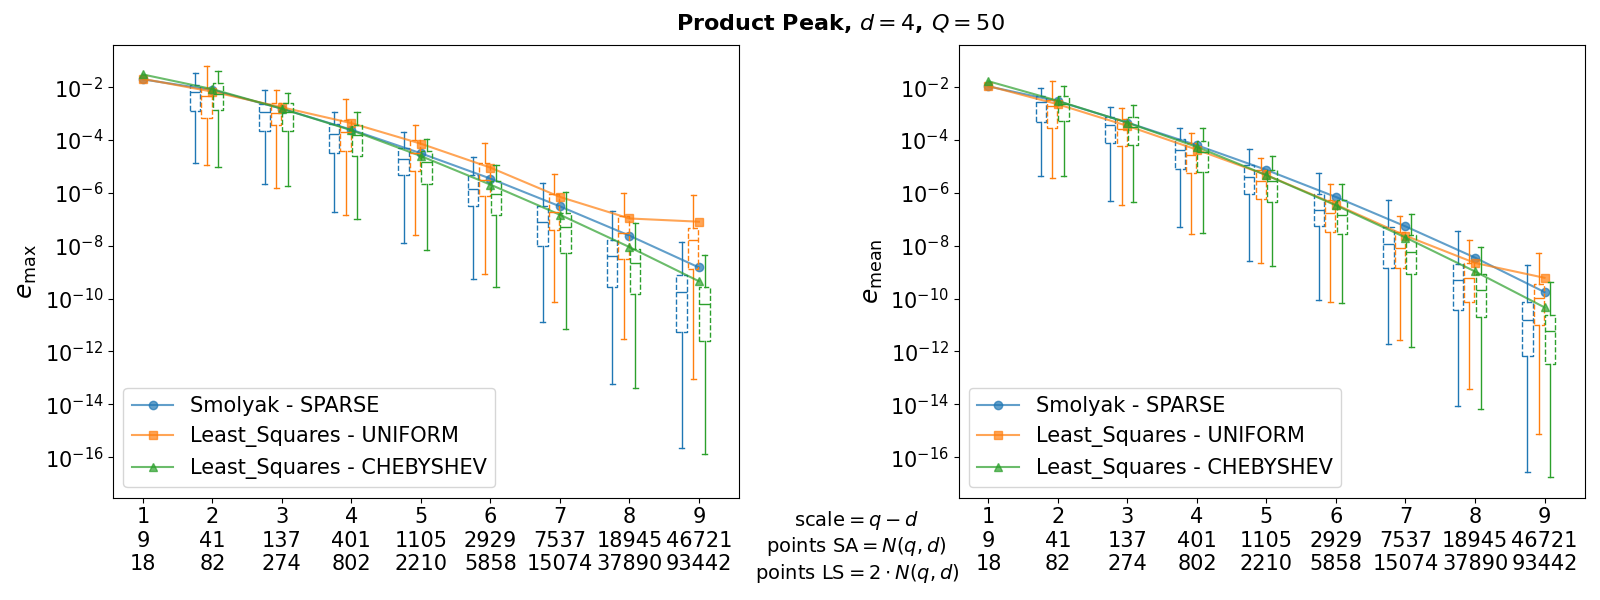 Product Peak, d = 4, Q = 50
e_max
10^-2
10^-4
10^-6
10^-8
10^-10
10^-12
10^-14
10^-16
Smolyak - SPARSE
Least_Squares - UNIFORM
Least_Squares - CHEBYSHEV
1 2 3 4 5 6 7 8 9
9 41 137 401 1105 2929 7537 18945 46721
18 82 274 802 2210 5858 15074 37890 93442
scale = q − d
points SA = N(q, d)
points LS = 2 · N(q, d)
e_mean
10^-2
10^-4
10^-6
10^-8
10^-10
10^-12
10^-14
10^-16
Smolyak - SPARSE
Least_Squares - UNIFORM
Least_Squares - CHEBYSHEV
1 2 3 4 5 6 7 8 9
9 41 137 401 1105 2929 7537 18945 46721
18 82 274 802 2210 5858 15074 37890 93442